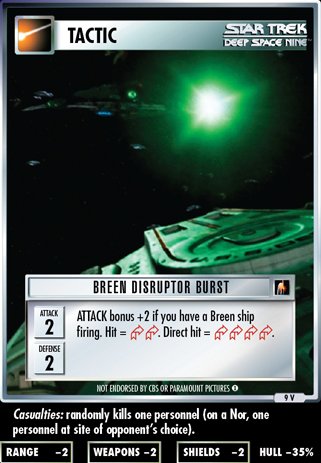 TACTIC
STAR TREK
DEEP SPACE NINE
BREEN DISRUPTOR BURST
ATTACK
2
DEFENSE
2
ATTACK bonus +2 if you have a Breen ship
firing. Hit = . Direct hit = .
NOT ENDORSED BY CBS OR PARAMOUNT PICTURES
9 V
Casualties: randomly kills one personnel (on a Nor, one
personnel at site of opponent's choice).
RANGE –2 WEAPONS –2 SHIELDS –2 HULL –35%